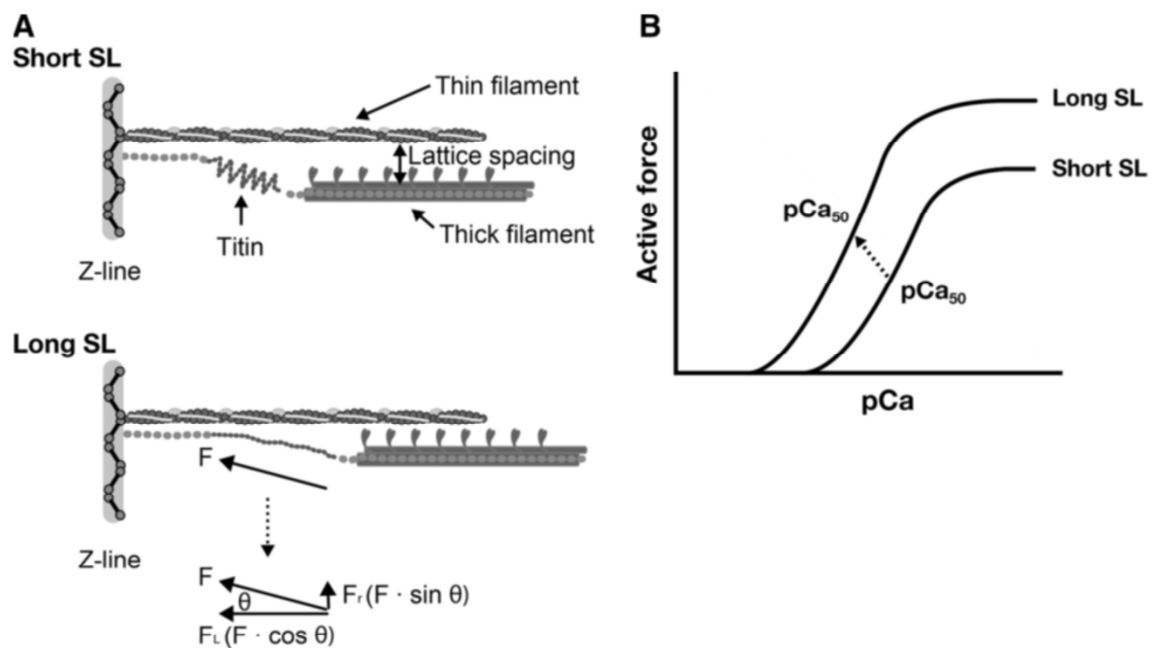 A
Short SL
Thin filament
Lattice spacing
Titin
Thick filament
Z-line
Long SL
F
Z-line
F
θ
Fr (F · sin θ)
FL (F · cos θ)
B
Active force
Long SL
Short SL
pCa50
pCa50
pCa